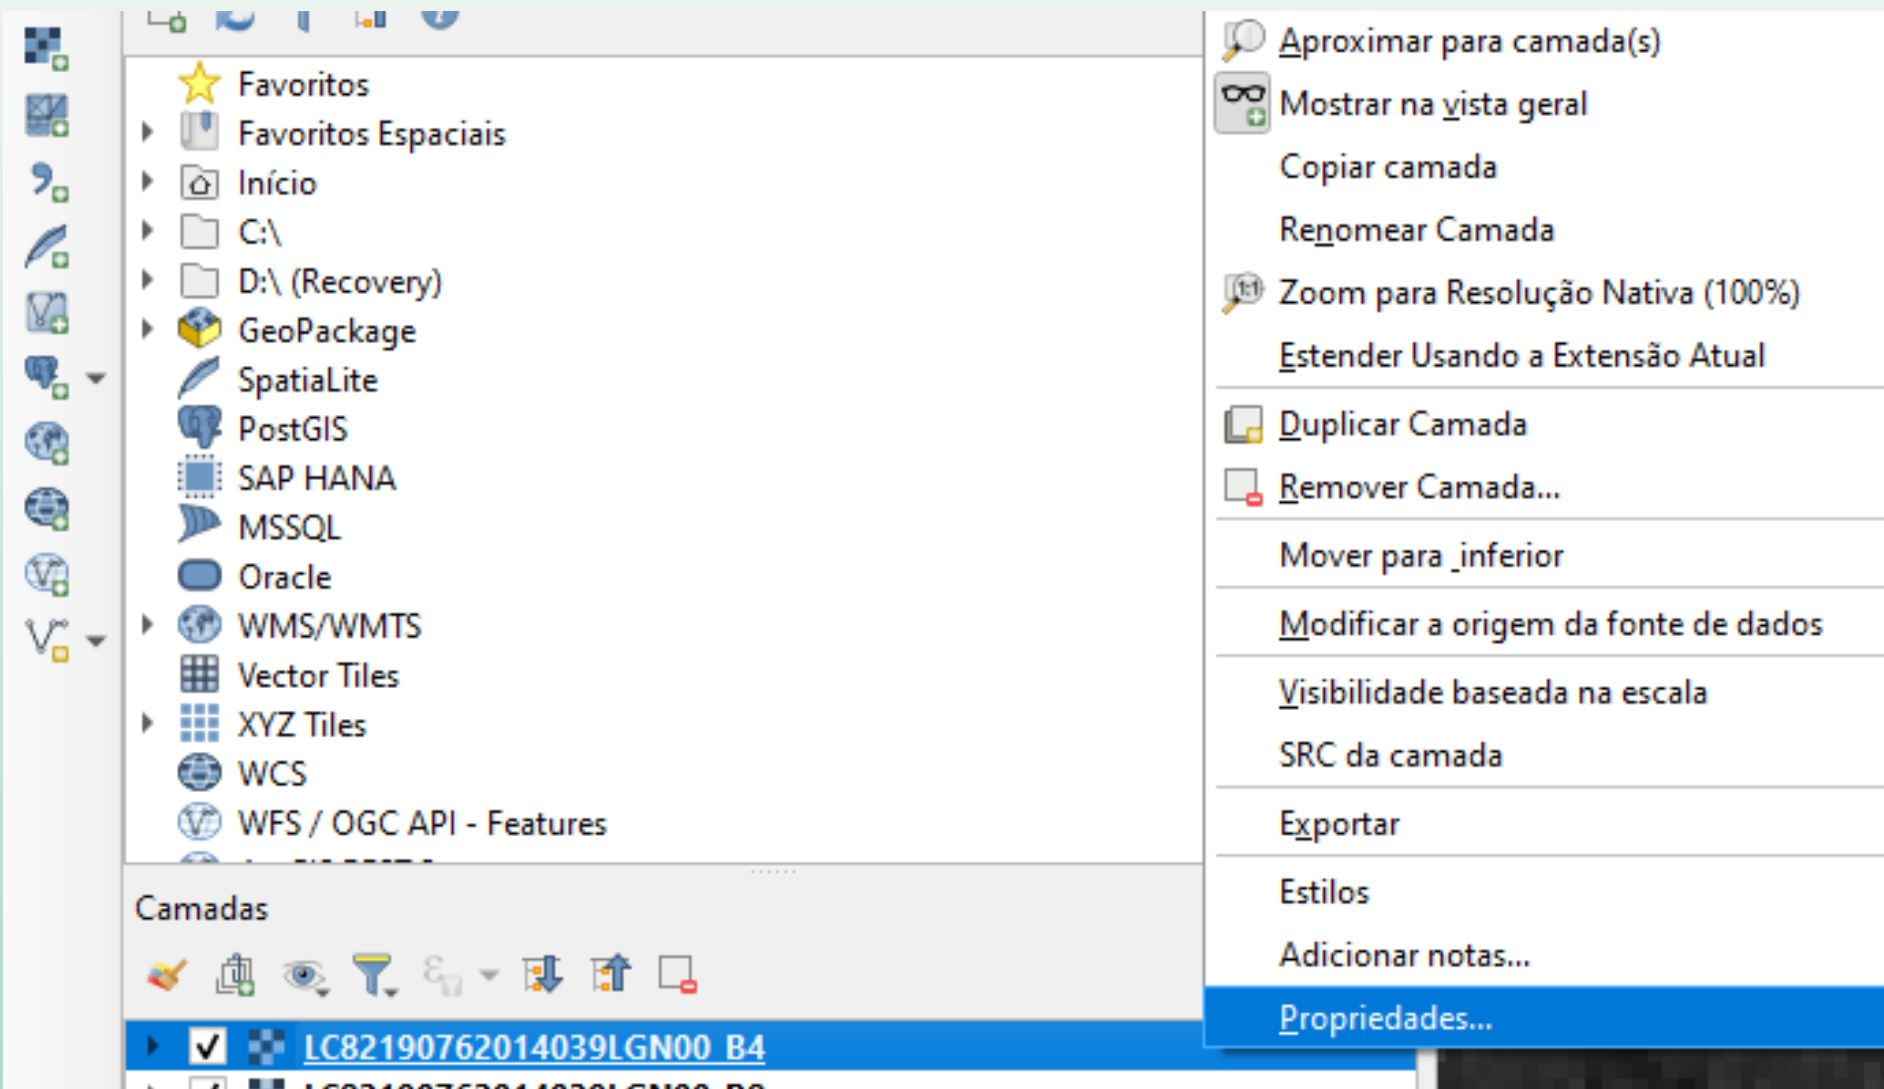 Favoritos
Favoritos Espaciais
Início
C:\
D:\ (Recovery)
GeoPackage
SpatiaLite
PostGIS
SAP HANA
MSSQL
Oracle
WMS/WMTS
Vector Tiles
XYZ Tiles
WCS
WFS / OGC API - Features
Camadas
LC82190762014039LGN00_B4
Aproximar para camada(s)
Mostrar na vista geral
Copiar camada
Renomear Camada
1:1
Zoom para Resolução Nativa (100%)
Estender Usando a Extensão Atual
Duplicar Camada
Remover Camada...
Mover para _inferior
Modificar a origem da fonte de dados
Visibilidade baseada na escala
SRC da camada
Exportar
Estilos
Adicionar notas...
Propriedades...